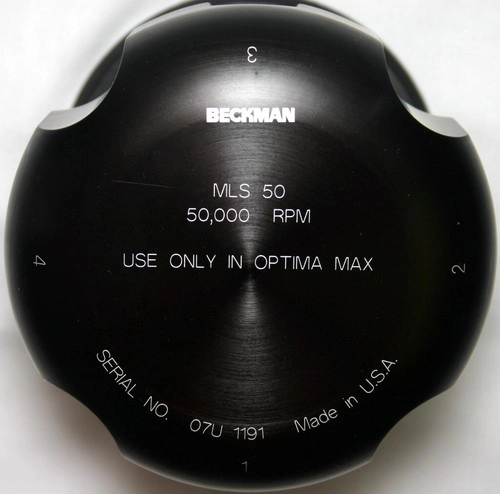 3
BECKMAN
MLS 50
50,000 RPM
4
USE ONLY IN OPTIMA MAX
2
SERIAL NO. 07U 1191 Made in U.S.A.
1